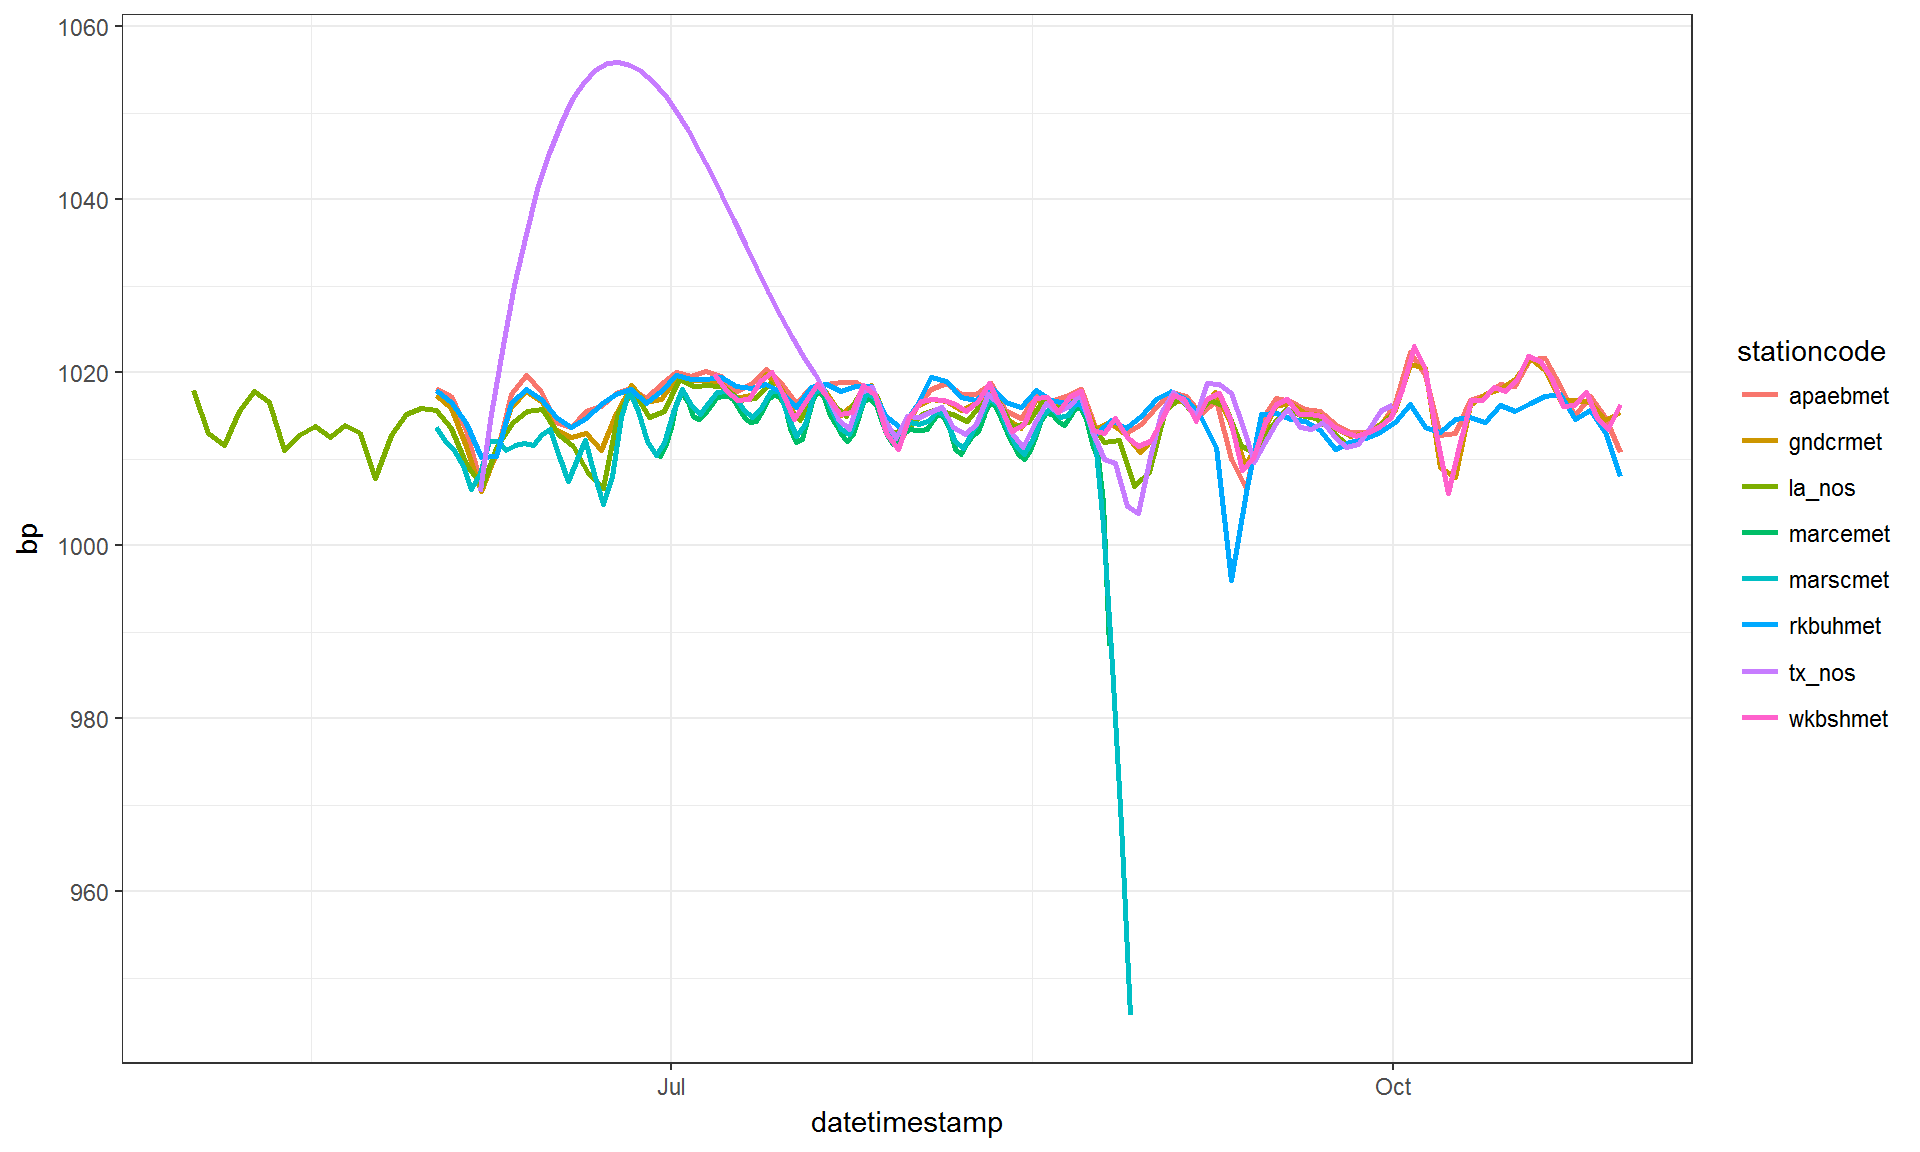 1060
1040
1020
1000
980
960
bp
Jul
Oct
datetimestamp
stationcode
apaebmet
gndcrmet
la_nos
marcemet
marscmet
rkbuhmet
tx_nos
wkbshmet